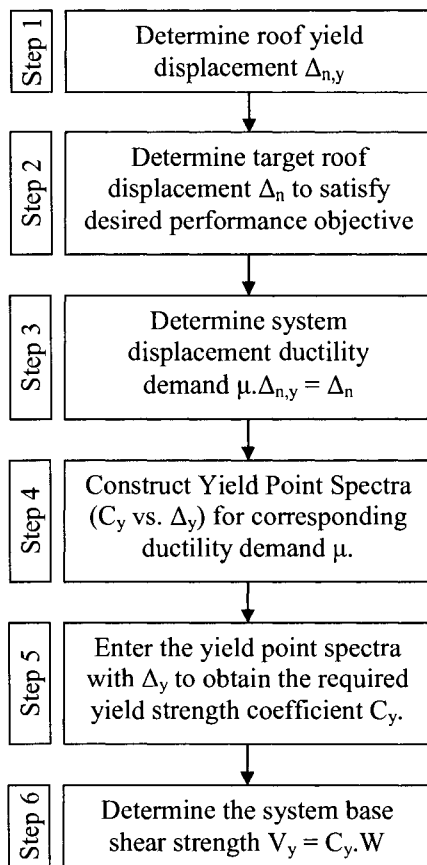 Step 1
Determine roof yield
displacement Δn,y
Step 2
Determine target roof
displacement Δn to satisfy
desired performance objective
Step 3
Determine system
displacement ductility
demand μ.Δn,y = Δn
Step 4
Construct Yield Point Spectra
(Cy vs. Δy) for corresponding
ductility demand μ.
Step 5
Enter the yield point spectra
with Δy to obtain the required
yield strength coefficient Cy.
Step 6
Determine the system base
shear strength Vy = Cy.W